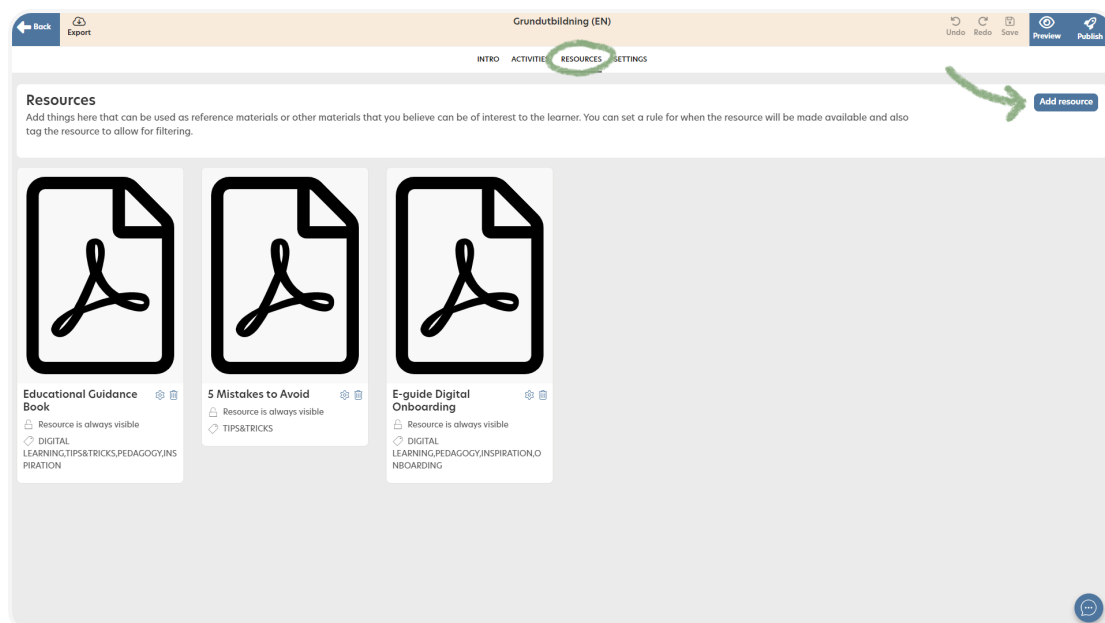 Back
Export
Grundutbildning (EN)
Undo
Redo
Save
Preview
Publish
INTRO
ACTIVITIES
RESOURCES
SETTINGS
Resources
Add things here that can be used as reference materials or other materials that you believe can be of interest to the learner. You can set a rule for when the resource will be made available and also
tag the resource to allow for filtering.
Add resource
Educational Guidance
Book
Resource is always visible
DIGITAL
LEARNING,TIPS&TRICKS,PEDAGOGY,INS
PIRATION
5 Mistakes to Avoid
Resource is always visible
TIPS&TRICKS
E-guide Digital
Onboarding
Resource is always visible
DIGITAL
LEARNING,PEDAGOGY,INSPIRATION,O
NBOARDING